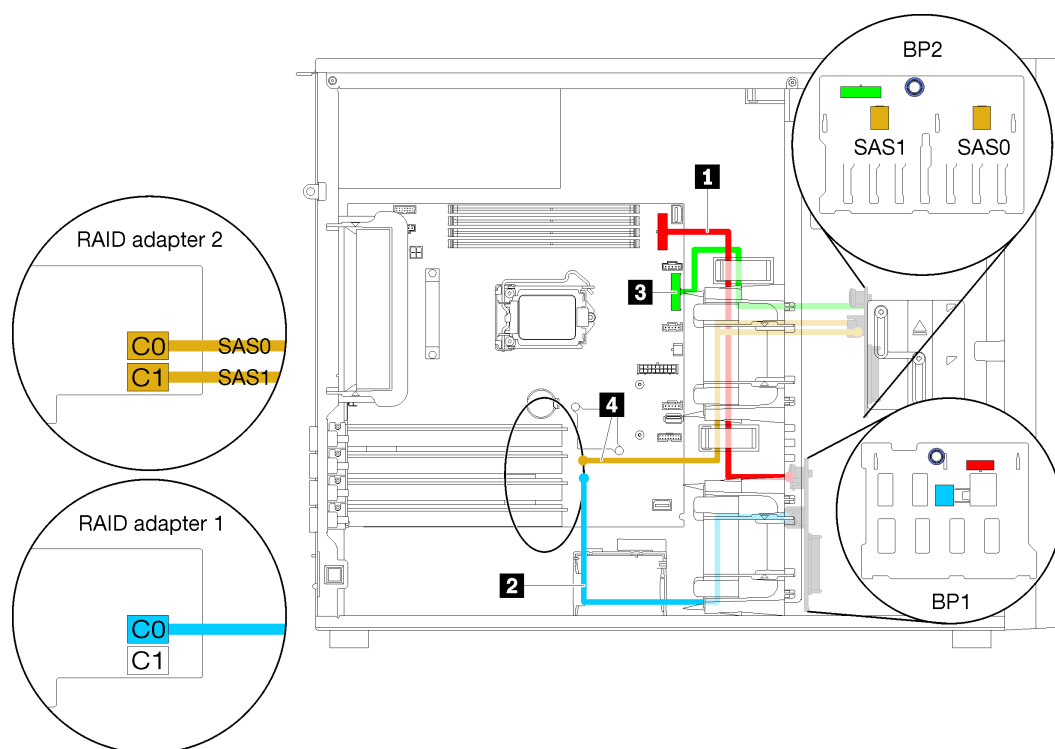 BP2
SAS1
SAS0
1
RAID adapter 2
3
C0
SAS0
C1
SAS1
4
RAID adapter 1
2
BP1
C0
C1